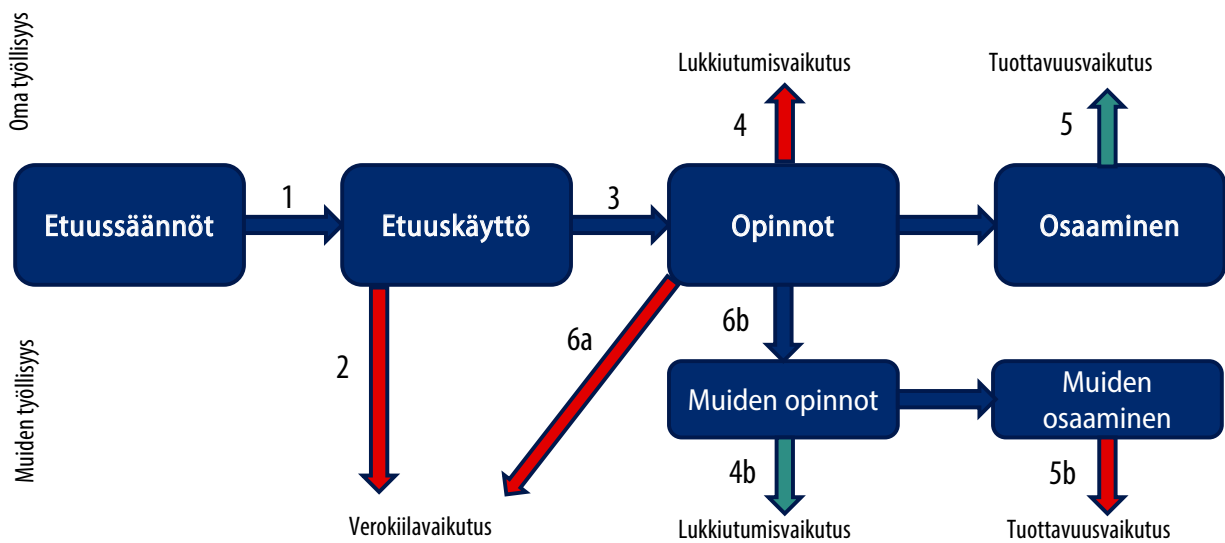 Oma työllisyys
Lukkiutumisvaikutus
Tuottavuusvaikutus
4
5
1
3
Etuussäännöt
Etuuskäyttö
Opinnot
Osaaminen
2
6a
6b
Muiden työllisyys
Muiden opinnot
Muiden
osaaminen
4b
5b
Verokiilavaikutus
Lukkiutumisvaikutus
Tuottavuusvaikutus